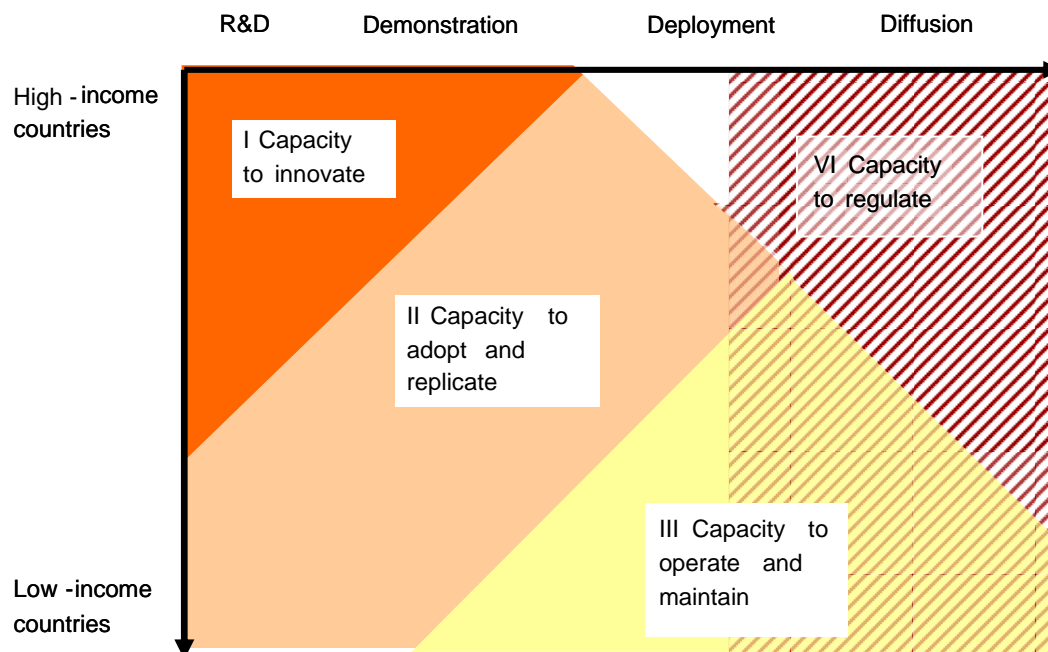 R&D Demonstration Deployment Diffusion
High - income
countries
I Capacity
to innovate
VI Capacity
to regulate
II Capacity to
adopt and
replicate
III Capacity to
operate and
maintain
Low -income
countries